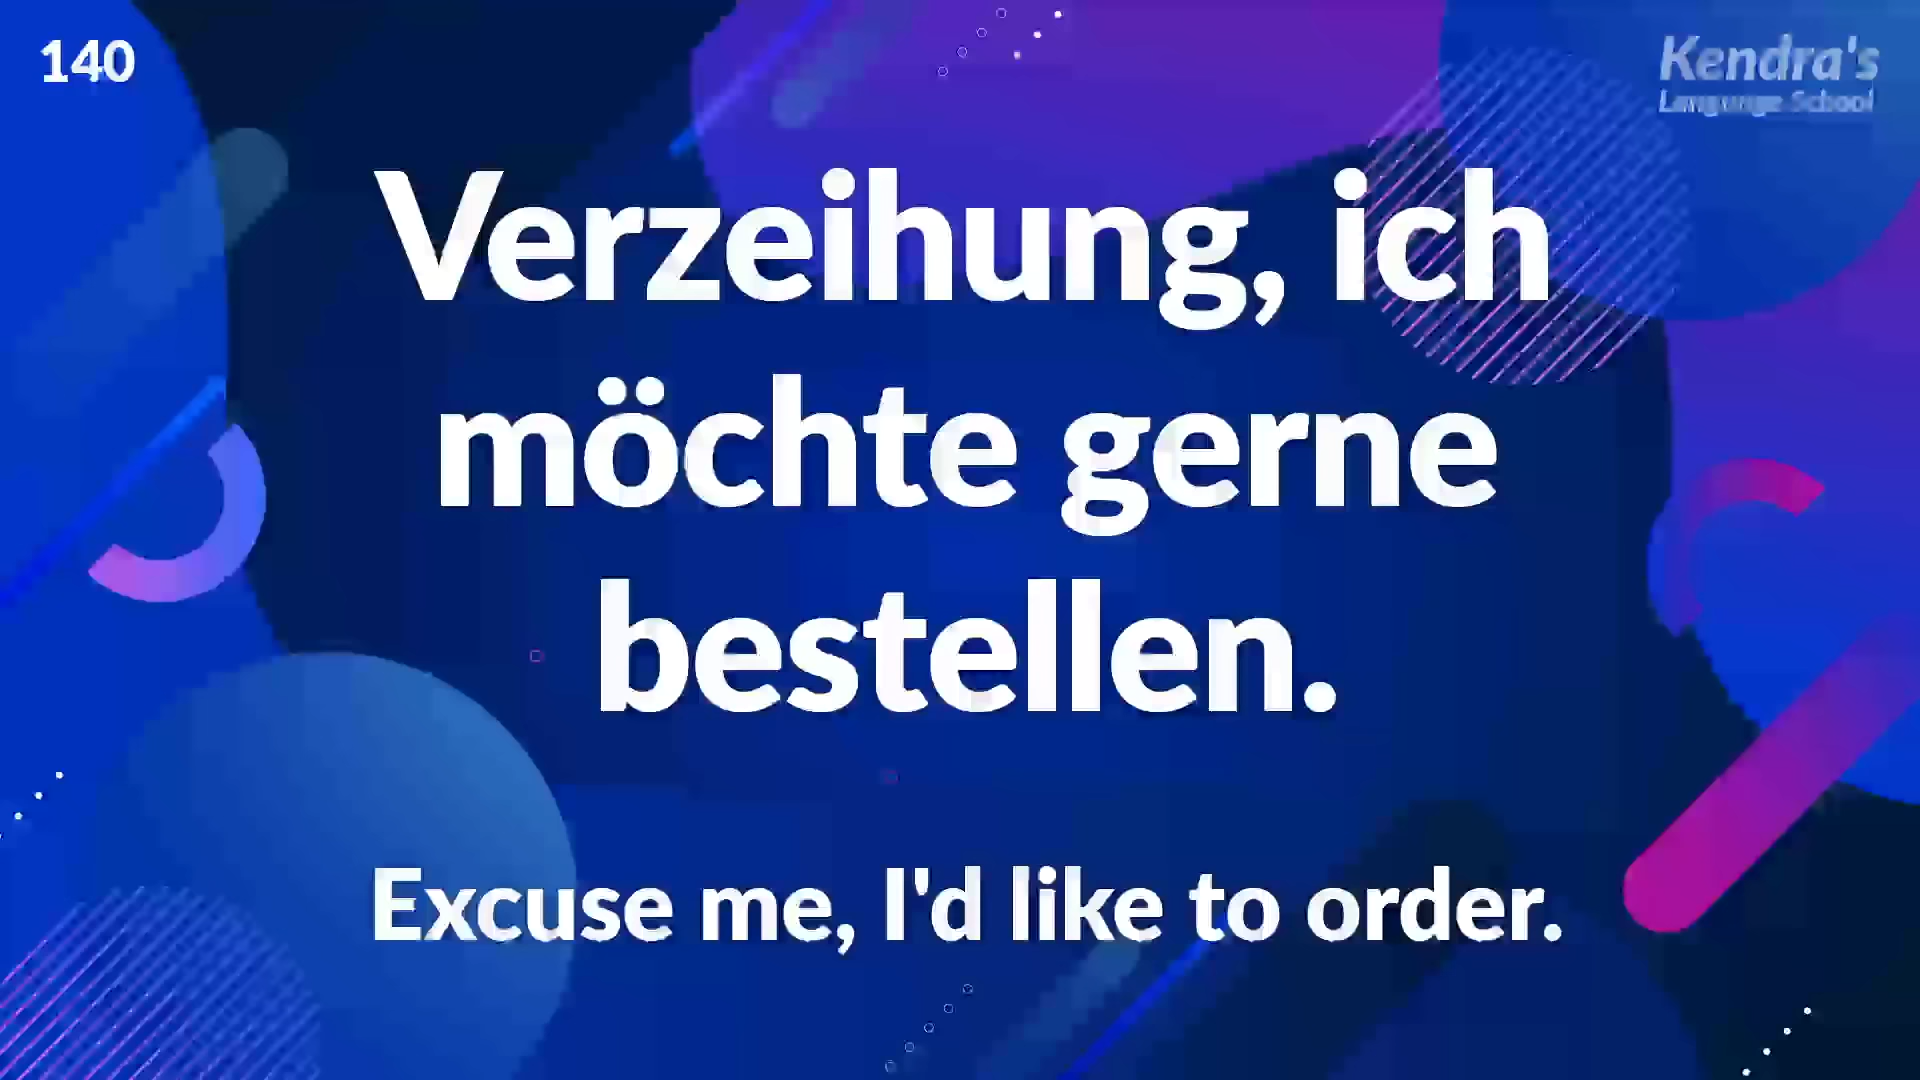 140
Kendra's
Language School
Verzeihung, ich
möchte gerne
bestellen.
Excuse me, I'd like to order.